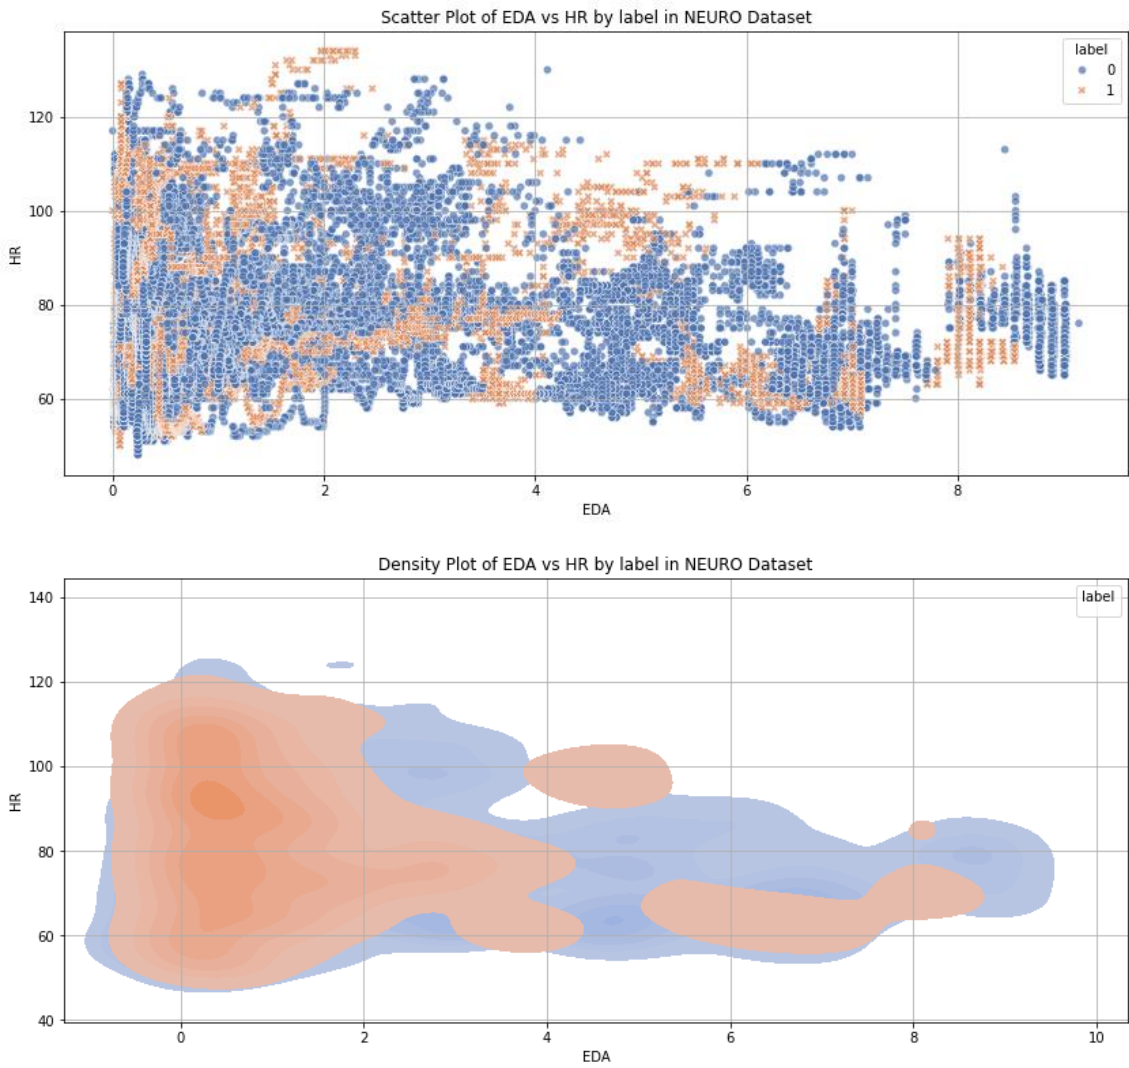 Scatter Plot of EDA vs HR by label in NEURO Dataset
label
0
1
120
100
80
60
HR
0 2 4 6 8
EDA
Density Plot of EDA vs HR by label in NEURO Dataset
label
140
120
100
80
60
40
HR
0 2 4 6 8 10
EDA